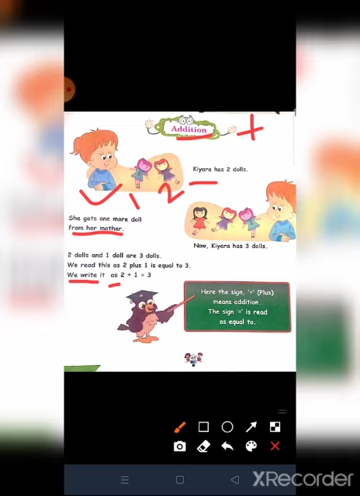 Addition +
Kiyara has 2 dolls.
1 2
She gets one more doll
from her mother.
Now, Kiyara has 3 dolls.
2 dolls and 1 doll are 3 dolls.
We read this as 2 plus 1 is equal to 3.
We write it as 2 + 1 = 3
Here the sign, '+' (Plus)
means addition.
The sign '=' is read
as equal to.
XRecorder